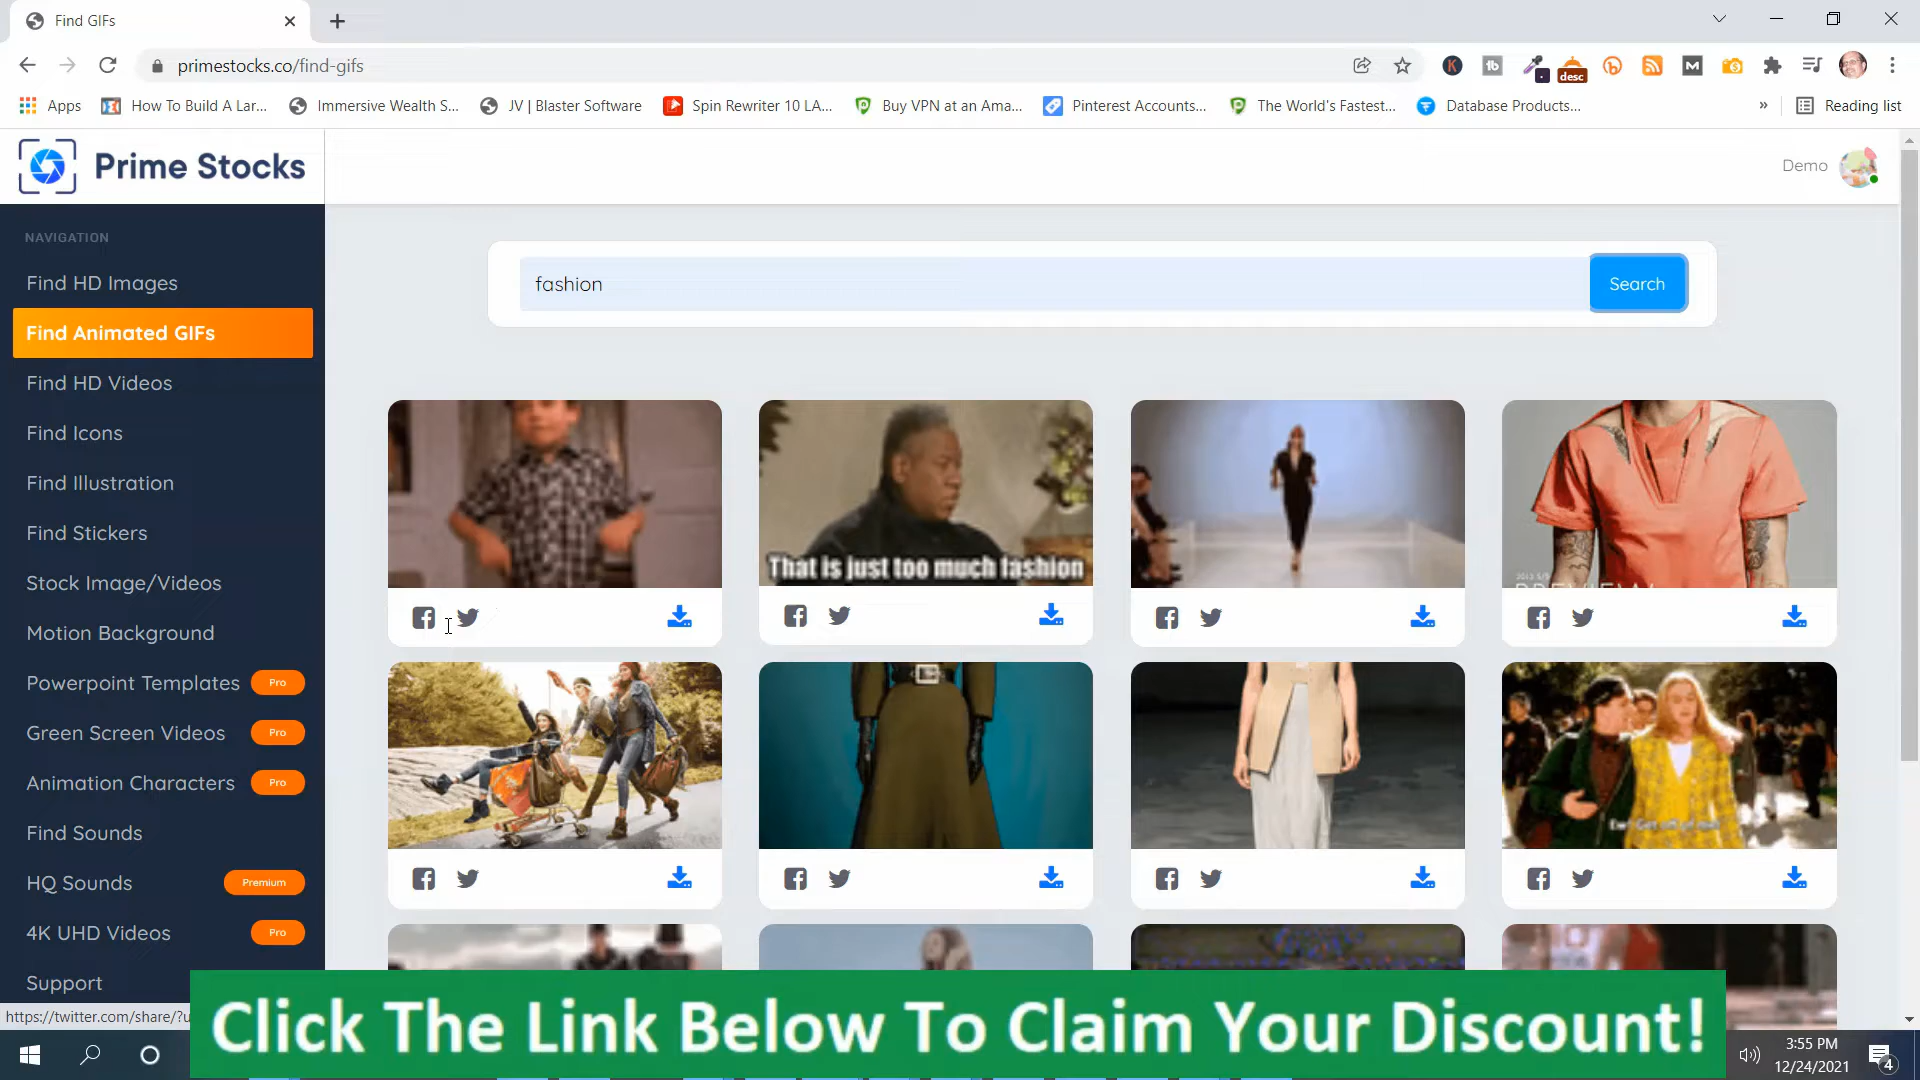 Find GIFs
primestocks.co/find-gifs
desc
Apps
How To Build A Lar...
Immersive Wealth S...
JV | Blaster Software
Spin Rewriter 10 LA...
Buy VPN at an Ama...
Pinterest Accounts...
The World's Fastest...
Database Products...
»
Reading list
Prime Stocks
Demo
NAVIGATION
Find HD Images
Find Animated GIFs
Find HD Videos
Find Icons
Find Illustration
Find Stickers
Stock Image/Videos
Motion Background
Powerpoint Templates Pro
Green Screen Videos Pro
Animation Characters Pro
Find Sounds
HQ Sounds Premium
4K UHD Videos Pro
Support
fashion
Search
That is just too much fashion
PREVIEW
https://twitter.com/share/?u
Click The Link Below To Claim Your Discount!
3:55 PM
12/24/2021
4